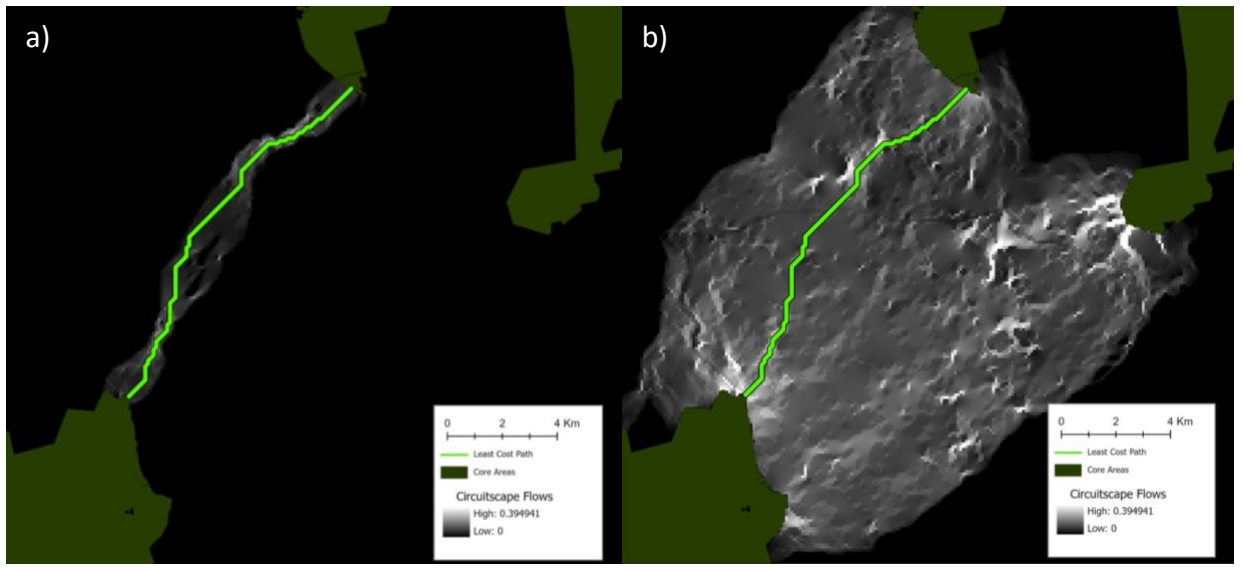 a)
0 2 4 Km
Least Cost Path
Core Areas
Circuitscape Flows
High: 0.394941
Low: 0
b)
0 2 4 Km
Least Cost Path
Core Areas
Circuitscape Flows
High: 0.394941
Low: 0